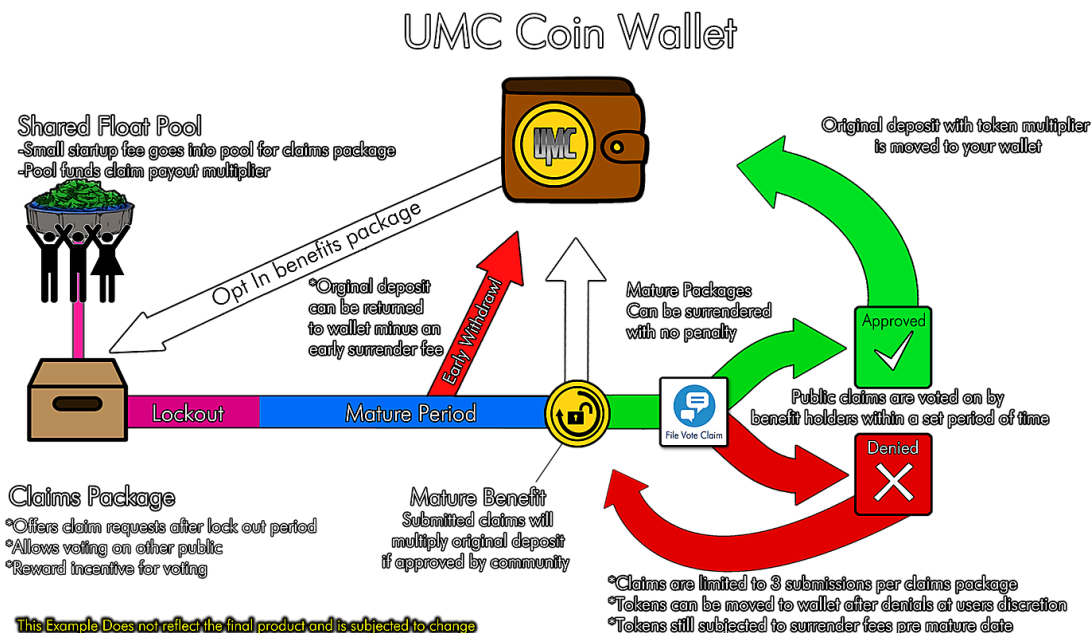 UMC Coin Wallet
Shared Float Pool
-Small startup fee goes into pool for claims package
-Pool funds claim payout multiplier
UMC
Original deposit with token multiplier
is moved to your wallet
Opt In benefits package
*Orginal deposit
can be returned
to wallet minus an
early surrender fee
Early Withdrawl
Mature Packages
Can be surrendered
with no penalty
Approved
Lockout
Mature Period
File Vote Claim
Public claims are voted on by
benefit holders within a set period of time
Denied
Claims Package
*Offers claim requests after lock out period
*Allows voting on other public
*Reward incentive for voting
Mature Benefit
Submitted claims will
multiply original deposit
if approved by community
*Claims are limited to 3 submissions per claims package
*Tokens can be moved to wallet after denials at users discretion
*Tokens still subjected to surrender fees pre mature date
This Example Does not reflect the final product and is subjected to change